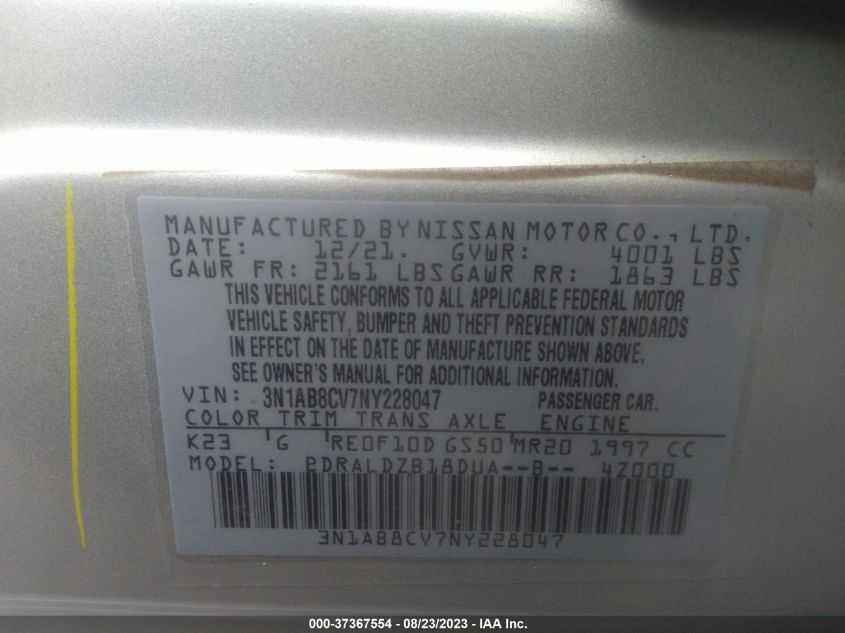 MANUFACTURED BY NISSAN MOTOR CO., LTD.
DATE: 12/21. GVWR: 4001 LBS
GAWR FR: 2161 LBS GAWR RR: 1863 LBS
THIS VEHICLE CONFORMS TO ALL APPLICABLE FEDERAL MOTOR
VEHICLE SAFETY, BUMPER AND THEFT PREVENTION STANDARDS
IN EFFECT ON THE DATE OF MANUFACTURE SHOWN ABOVE.
SEE OWNER'S MANUAL FOR ADDITIONAL INFORMATION.
VIN: 3N1AB8CV7NY228047 PASSENGER CAR.
COLOR TRIM TRANS AXLE ENGINE
K23 G RE0F10D GS50 MR20 1997 CC
MODEL: PDRALDZB18DUA--B-- 4Z000
3N1AB8CV7NY228047
000-37367554 - 08/23/2023 - IAA Inc.